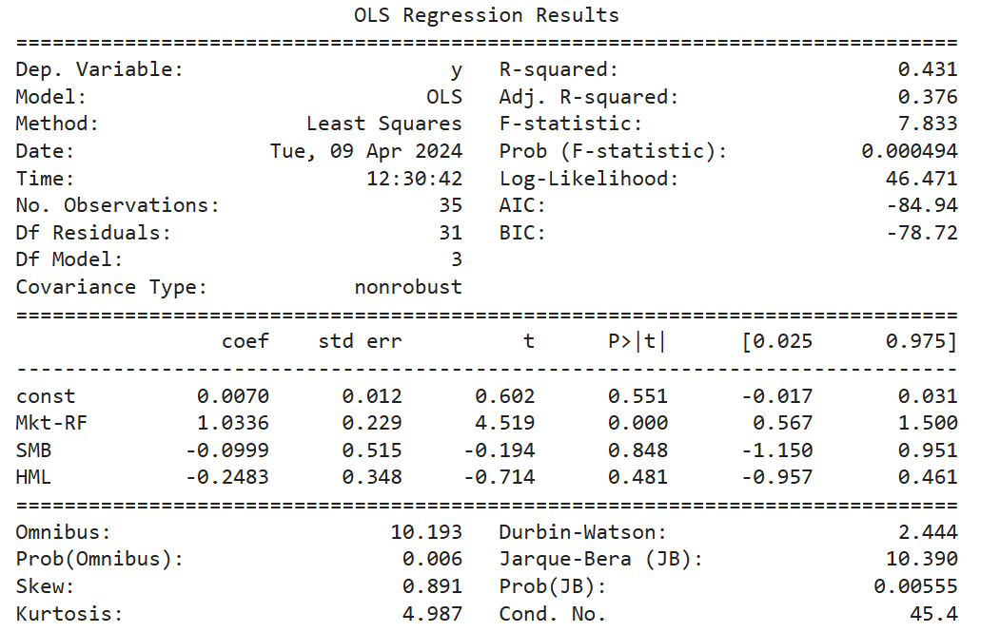 OLS Regression Results
==============================================================================
Dep. Variable:                      y   R-squared:                       0.431
Model:                            OLS   Adj. R-squared:                  0.376
Method:                 Least Squares   F-statistic:                     7.833
Date:                Tue, 09 Apr 2024   Prob (F-statistic):           0.000494
Time:                        12:30:42   Log-Likelihood:                 46.471
No. Observations:                  35   AIC:                            -84.94
Df Residuals:                      31   BIC:                            -78.72
Df Model:                           3
Covariance Type:            nonrobust
==============================================================================
                 coef    std err          t      P>|t|      [0.025      0.975]
------------------------------------------------------------------------------
const          0.0070      0.012      0.602      0.551      -0.017       0.031
Mkt-RF         1.0336      0.229      4.519      0.000       0.567       1.500
SMB           -0.0999      0.515     -0.194      0.848      -1.150       0.951
HML           -0.2483      0.348     -0.714      0.481      -0.957       0.461
==============================================================================
Omnibus:                       10.193   Durbin-Watson:                   2.444
Prob(Omnibus):                  0.006   Jarque-Bera (JB):               10.390
Skew:                           0.891   Prob(JB):                      0.00555
Kurtosis:                       4.987   Cond. No.                         45.4